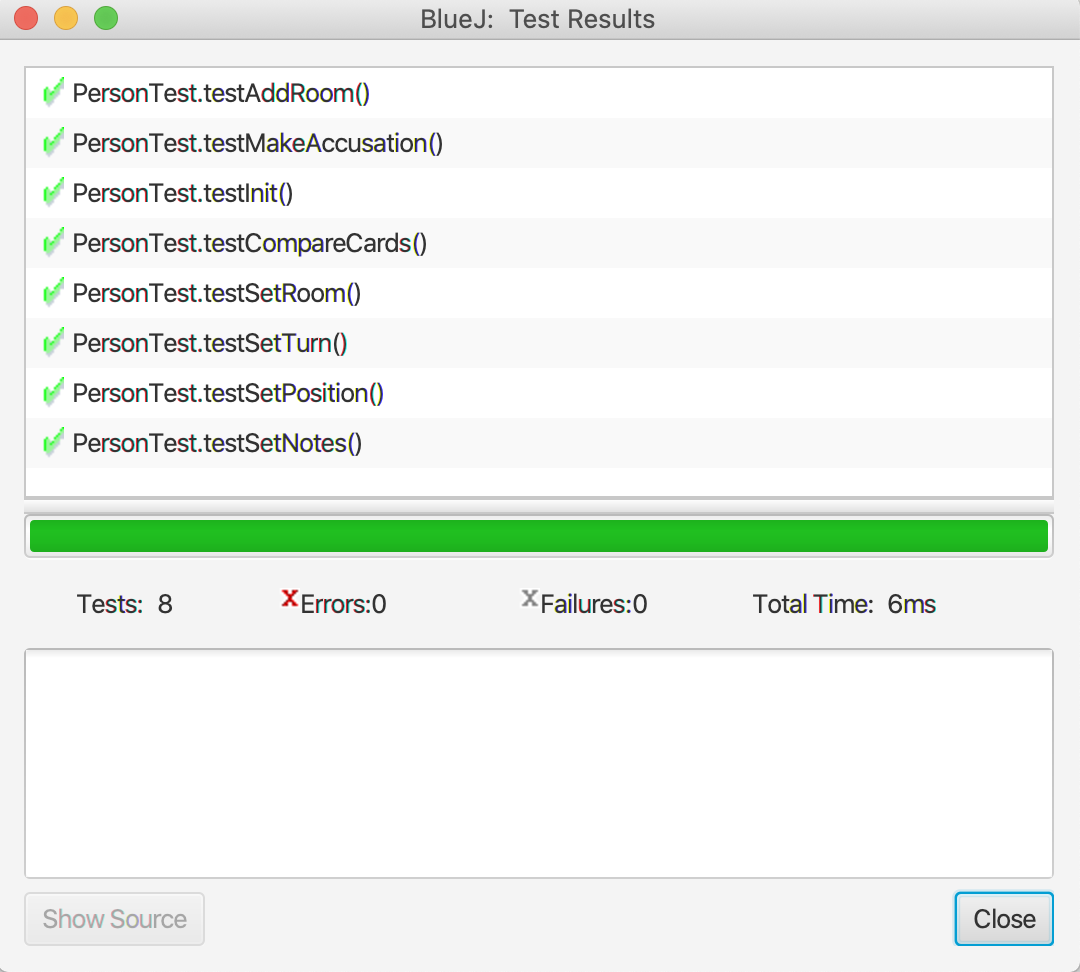 BlueJ: Test Results
PersonTest.testAddRoom()
PersonTest.testMakeAccusation()
PersonTest.testInit()
PersonTest.testCompareCards()
PersonTest.testSetRoom()
PersonTest.testSetTurn()
PersonTest.testSetPosition()
PersonTest.testSetNotes()
Tests: 8 Errors:0 Failures:0 Total Time: 6ms
Show Source Close